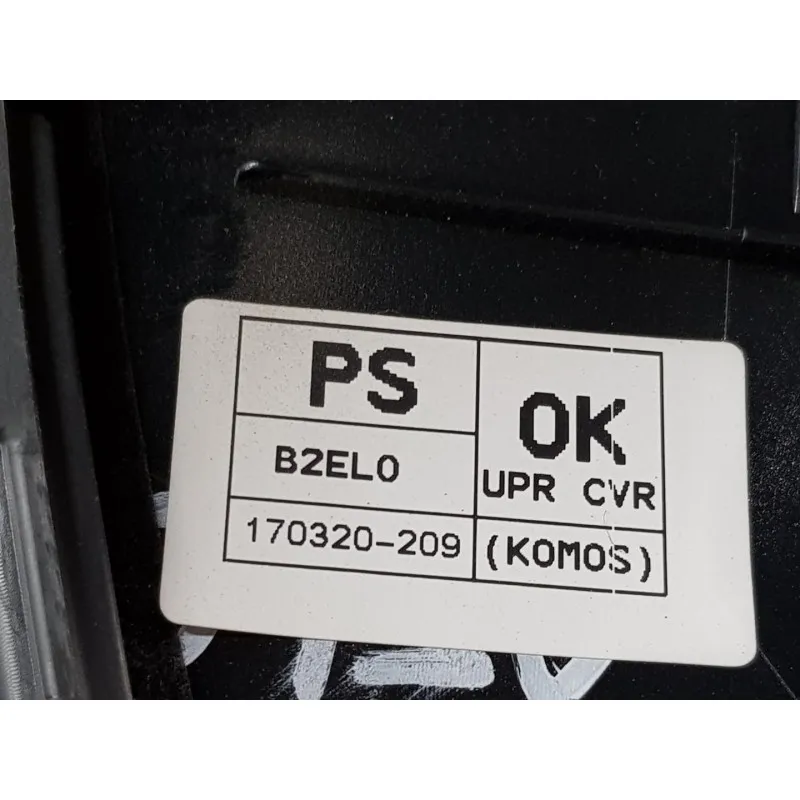 PS
OK
UPR CVR
B2EL0
170320-209
(KOMOS)